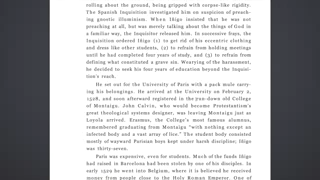 rolling about the ground, being gripped with corpse-like rigidity.
The Spanish Inquisition investigated him on suspicion of preach-
ing gnostic illuminism. When Iñigo insisted that he was not
preaching at all, but was merely talking about the things of God in
a familiar way, the Inquisitor released him. In successive frays, the
Inquisition ordered Iñigo (1) to get rid of his eccentric clothing
and dress like other students, (2) to refrain from holding meetings
until he had completed four years of study, and (3) to refrain from
defining what constituted a grave sin. Wearying of the harassment,
he decided to seek his four years of education beyond the Inquisi-
tion's reach.
He set out for the University of Paris with a pack mule carry-
ing his belongings. He arrived at the University on February 2,
1528, and soon afterward registered in the run-down old College
of Montaigu. John Calvin, who would become Protestantism's
great theological systems designer, was leaving Montaigu just as
Loyola arrived. Erasmus, the College's most famous alumnus,
remembered graduating from Montaigu "with nothing except an
infected body and a vast array of lice." The student body consisted
mostly of wayward Parisian boys kept under harsh discipline; Iñigo
was thirty-seven.
Paris was expensive, even for students. Much of the funds Iñigo
had raised in Barcelona had been stolen by one of his disciples. In
early 1529 he went into Belgium, where it is believed he received
money from people close to the Holy Roman Emperor. One of